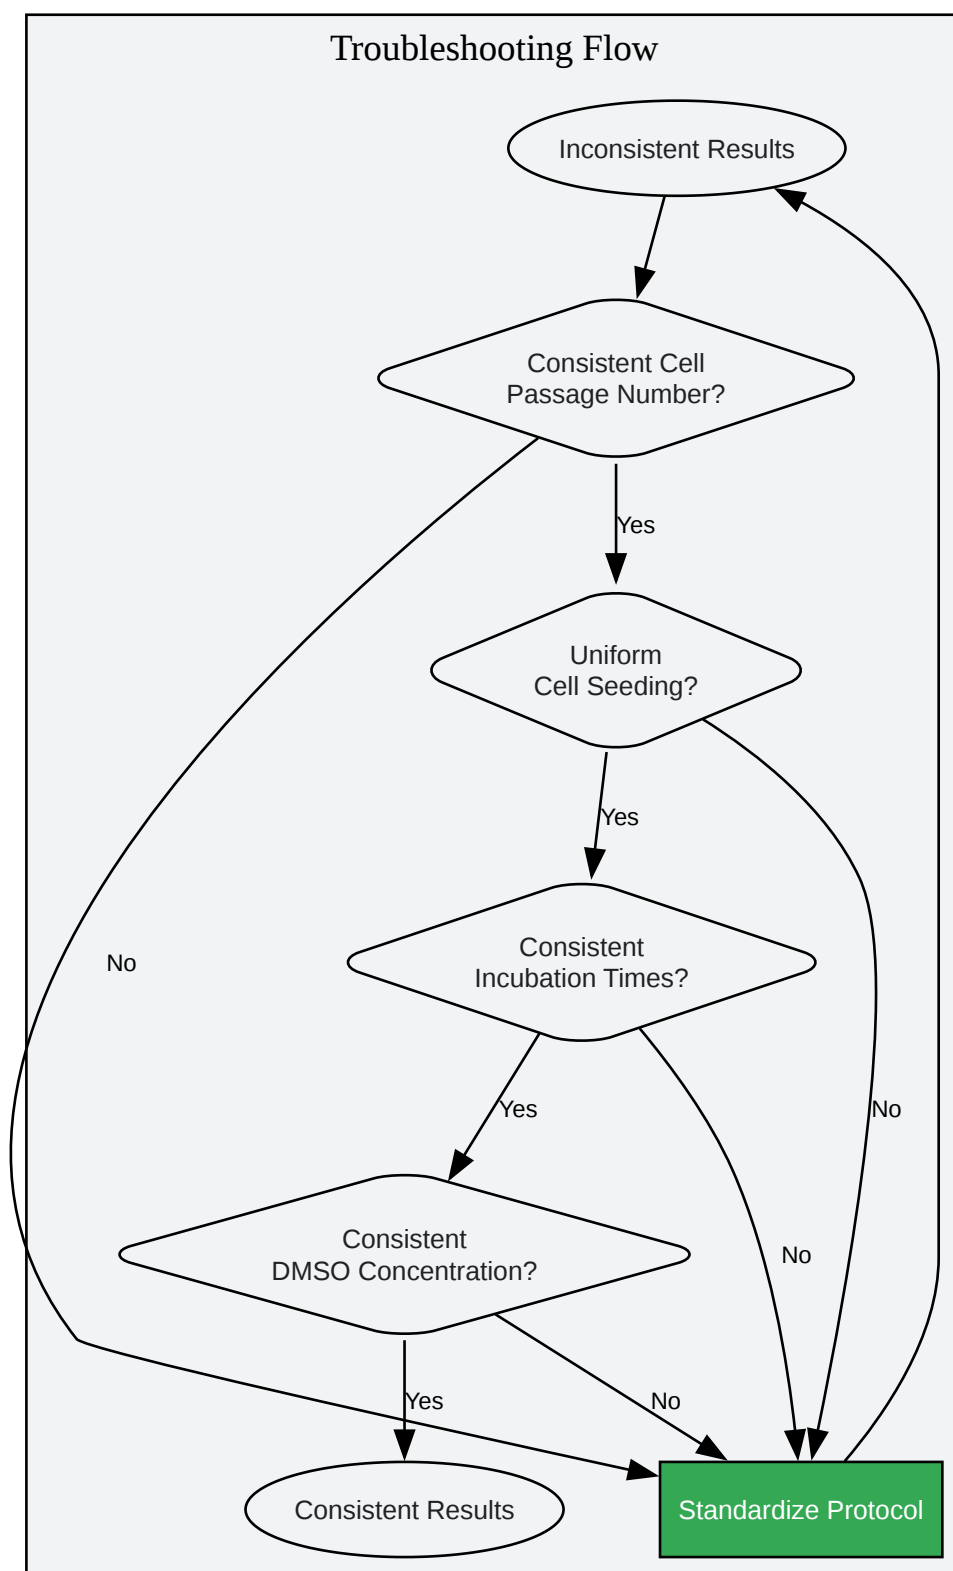 Troubleshooting Flow
Inconsistent Results
Consistent Cell
Passage Number?
Yes
Uniform
Cell Seeding?
Yes
No
Consistent
Incubation Times?
Yes
No
No
Consistent
DMSO Concentration?
Yes
No
Consistent Results
Standardize Protocol